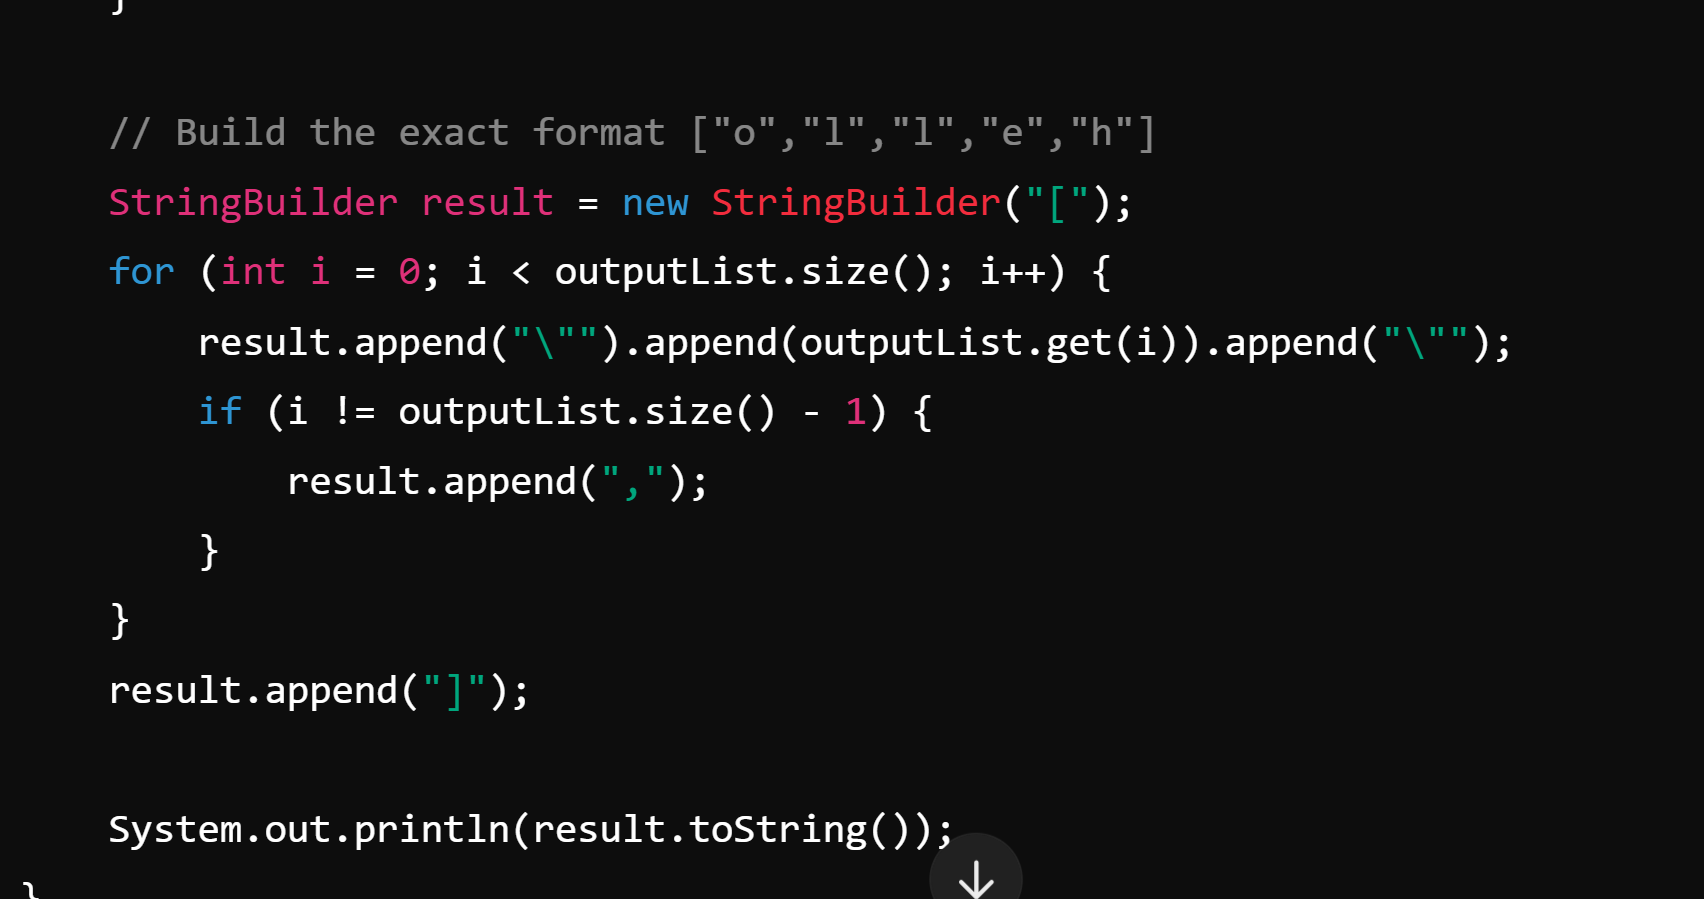 }
// Build the exact format ["o","l","l","e","h"]
StringBuilder result = new StringBuilder("[");
for (int i = 0; i < outputList.size(); i++) {
    result.append("\"").append(outputList.get(i)).append("\"");
    if (i != outputList.size() - 1) {
        result.append(",");
    }
}
result.append("]");
System.out.println(result.toString());
}